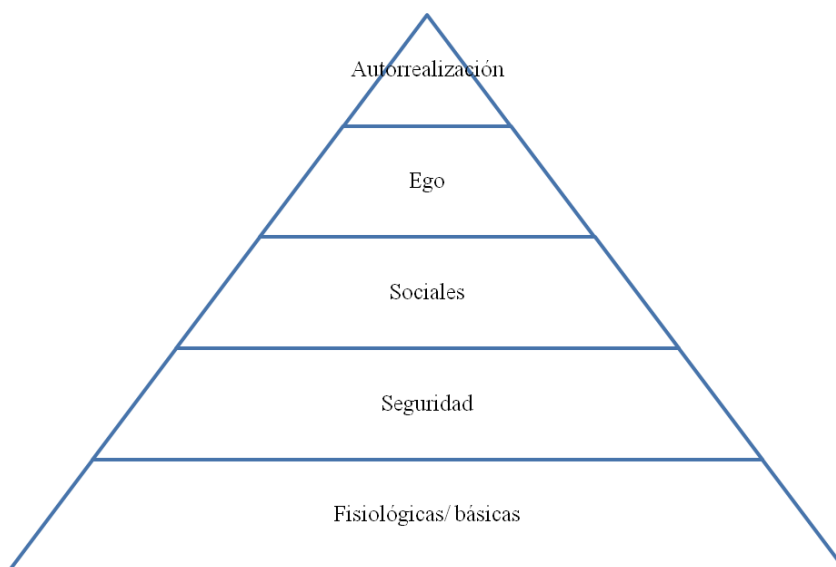 Autorrealización
Ego
Sociales
Seguridad
Fisiológicas/ básicas